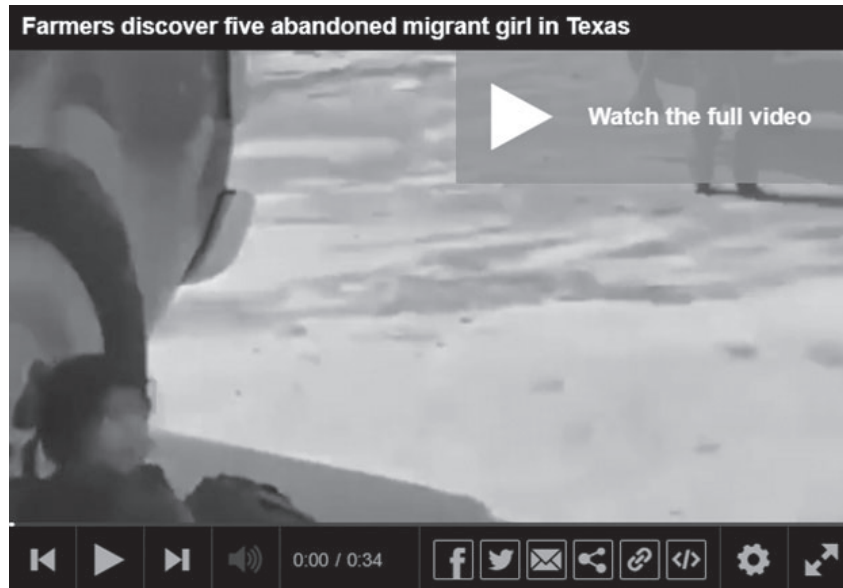 Farmers discover five abandoned migrant girl in Texas
Watch the full video
0:00 / 0:34